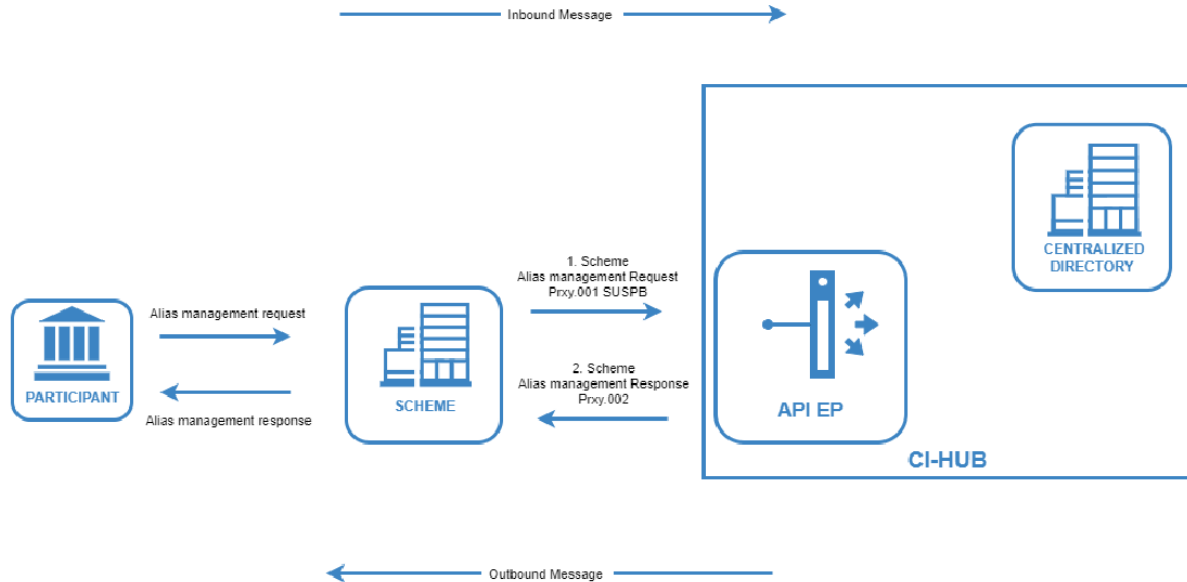 Inbound Message
CENTRALIZED
DIRECTORY
1. Scheme
Alias management Request
Prxy.001 SUSPB
Alias management request
PARTICIPANT
Alias management response
SCHEME
2. Scheme
Alias management Response
Prxy.002
API EP
CI-HUB
Outbound Message